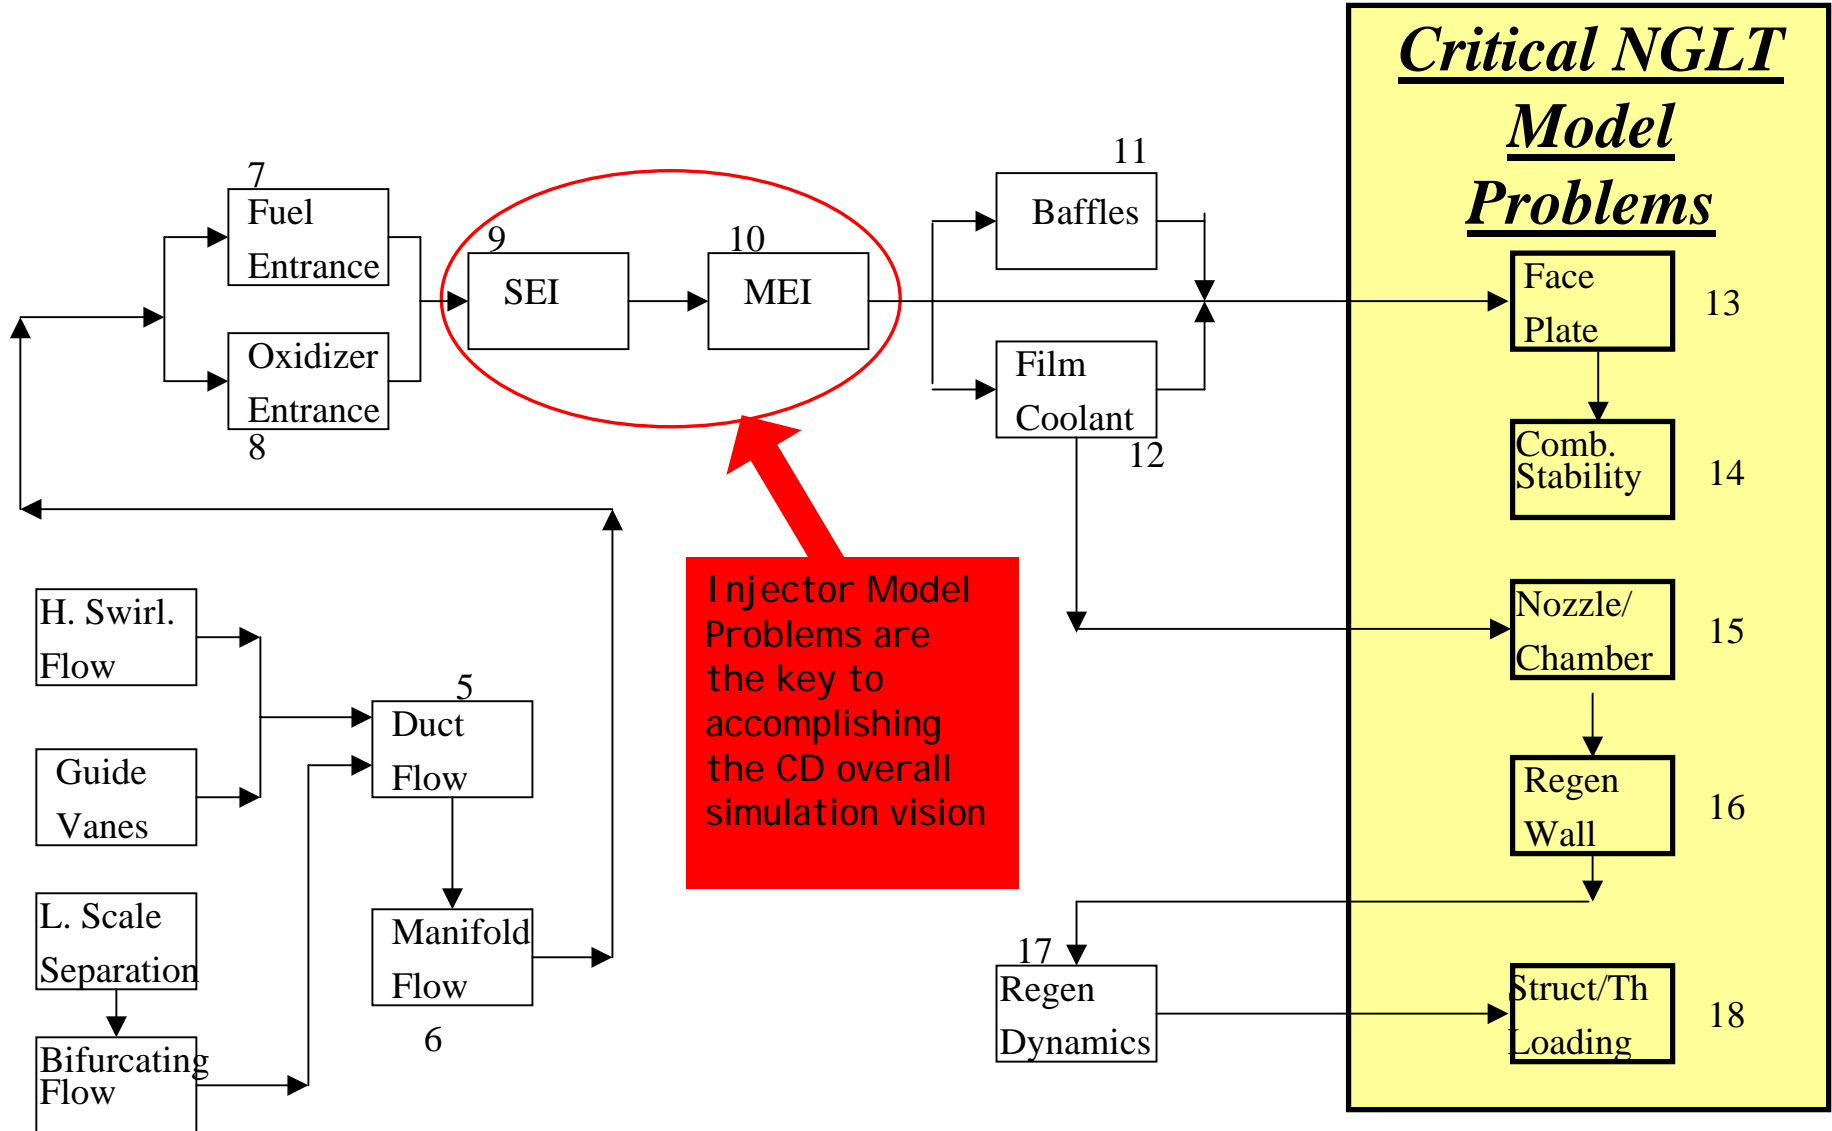 Critical NGLT
Model
Problems
7
Fuel
Entrance
Oxidizer
Entrance
8
9
SEI
10
MEI
11
Baffles
Film
Coolant
12
Face
Plate
13
Comb.
Stability
14
Nozzle/
Chamber
15
Regen
Wall
16
17
Regen
Dynamics
Struct/Th
Loading
18
Injector Model
Problems are
the key to
accomplishing
the CD overall
simulation vision
H. Swirl.
Flow
Guide
Vanes
5
Duct
Flow
L. Scale
Separation
Manifold
Flow
6
Bifurcating
Flow